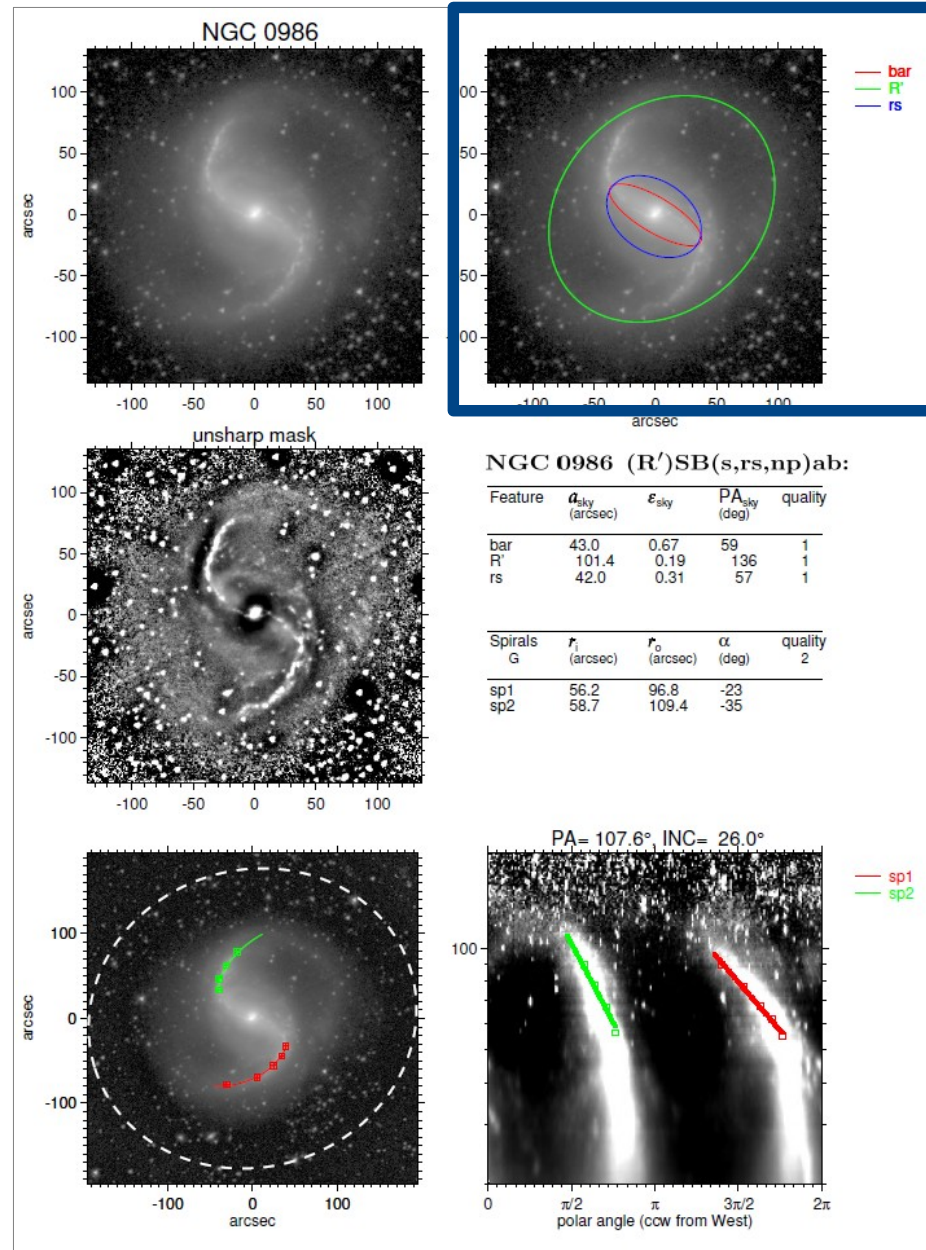 NGC 0986
100
50
0
-50
-100
arcsec
-100 -50 0 50 100
arcsec
00
50
0
-50
00
-100 -50 0 50 100
arcsec
bar
R'
rs
unsharp mask
100
50
0
-50
-100
arcsec
-100 -50 0 50 100
NGC 0986 (R′)SB(s,rs,np)ab:
Feature a_sky ε_sky PA_sky quality
(arcsec) (deg)
bar 43.0 0.67 59 1
R' 101.4 0.19 136 1
rs 42.0 0.31 57 1
Spirals r_i r_o α quality
G (arcsec) (arcsec) (deg) 2
sp1 56.2 96.8 -23
sp2 58.7 109.4 -35
100
0
-100
arcsec
-100 0 100
arcsec
PA= 107.6°, INC= 26.0°
100
0 π/2 π 3π/2 2π
polar angle (ccw from West)
sp1
sp2